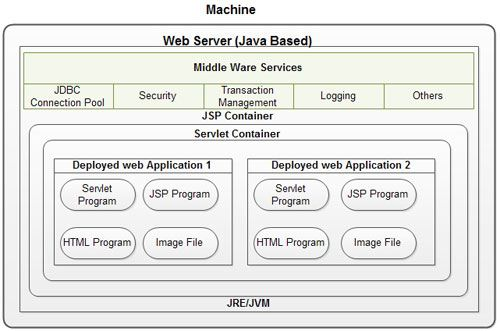 Machine
Web Server (Java Based)
Middle Ware Services
JDBC
Connection Pool
Security
Transaction
Management
Logging
Others
JSP Container
Servlet Container
Deployed web Application 1
Servlet
Program
JSP Program
HTML Program
Image File
Deployed web Application 2
Servlet
Program
JSP Program
HTML Program
Image File
JRE/JVM